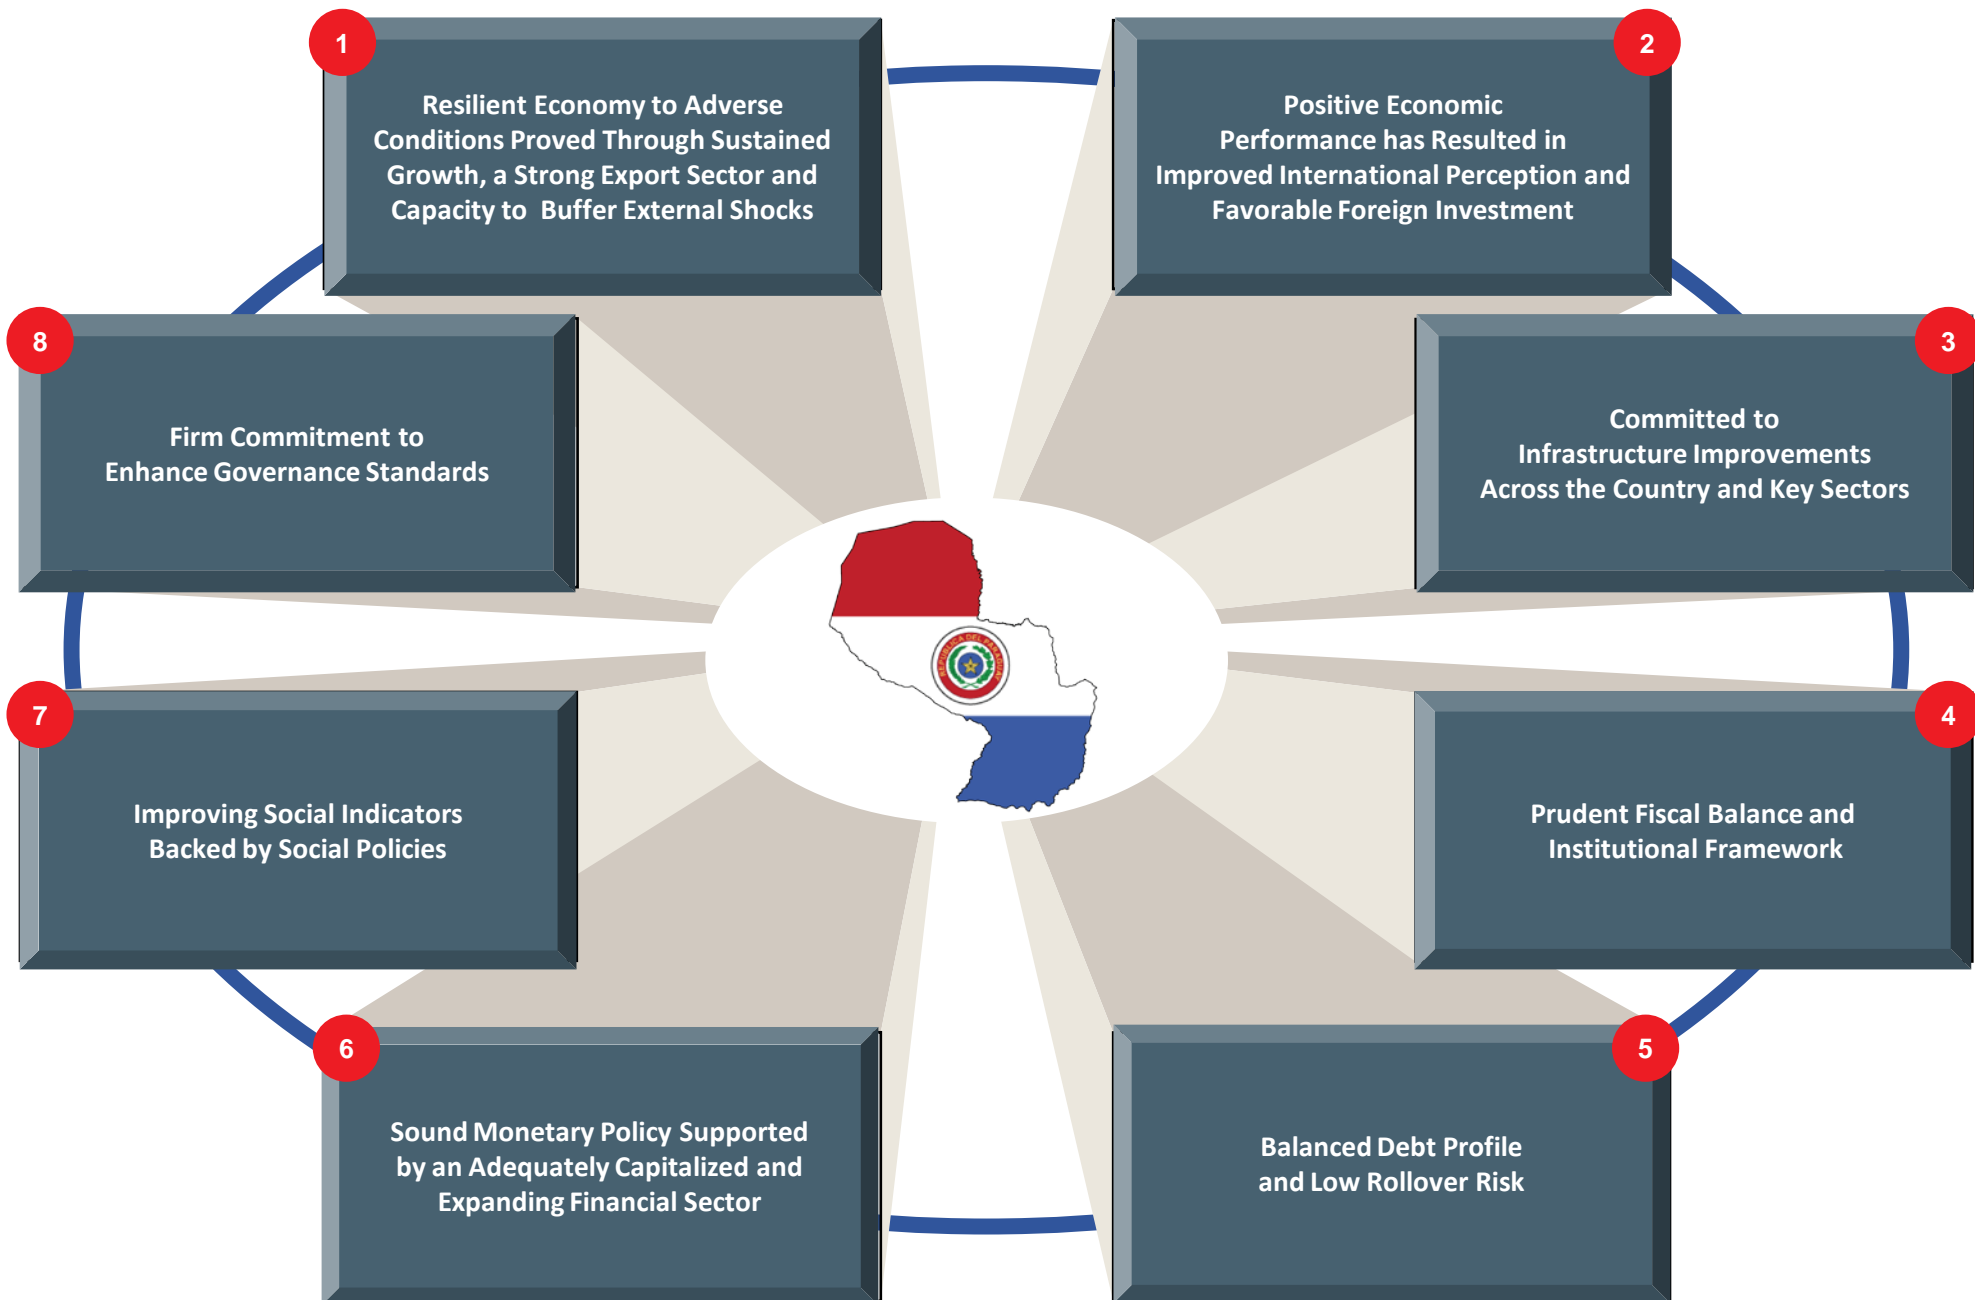 1
Resilient Economy to Adverse
Conditions Proved Through Sustained
Growth, a Strong Export Sector and
Capacity to Buffer External Shocks
2
Positive Economic
Performance has Resulted in
Improved International Perception and
Favorable Foreign Investment
3
Committed to
Infrastructure Improvements
Across the Country and Key Sectors
4
Prudent Fiscal Balance and
Institutional Framework
5
Balanced Debt Profile
and Low Rollover Risk
6
Sound Monetary Policy Supported
by an Adequately Capitalized and
Expanding Financial Sector
7
Improving Social Indicators
Backed by Social Policies
8
Firm Commitment to
Enhance Governance Standards
REPUBLICA DEL PARAGUAY